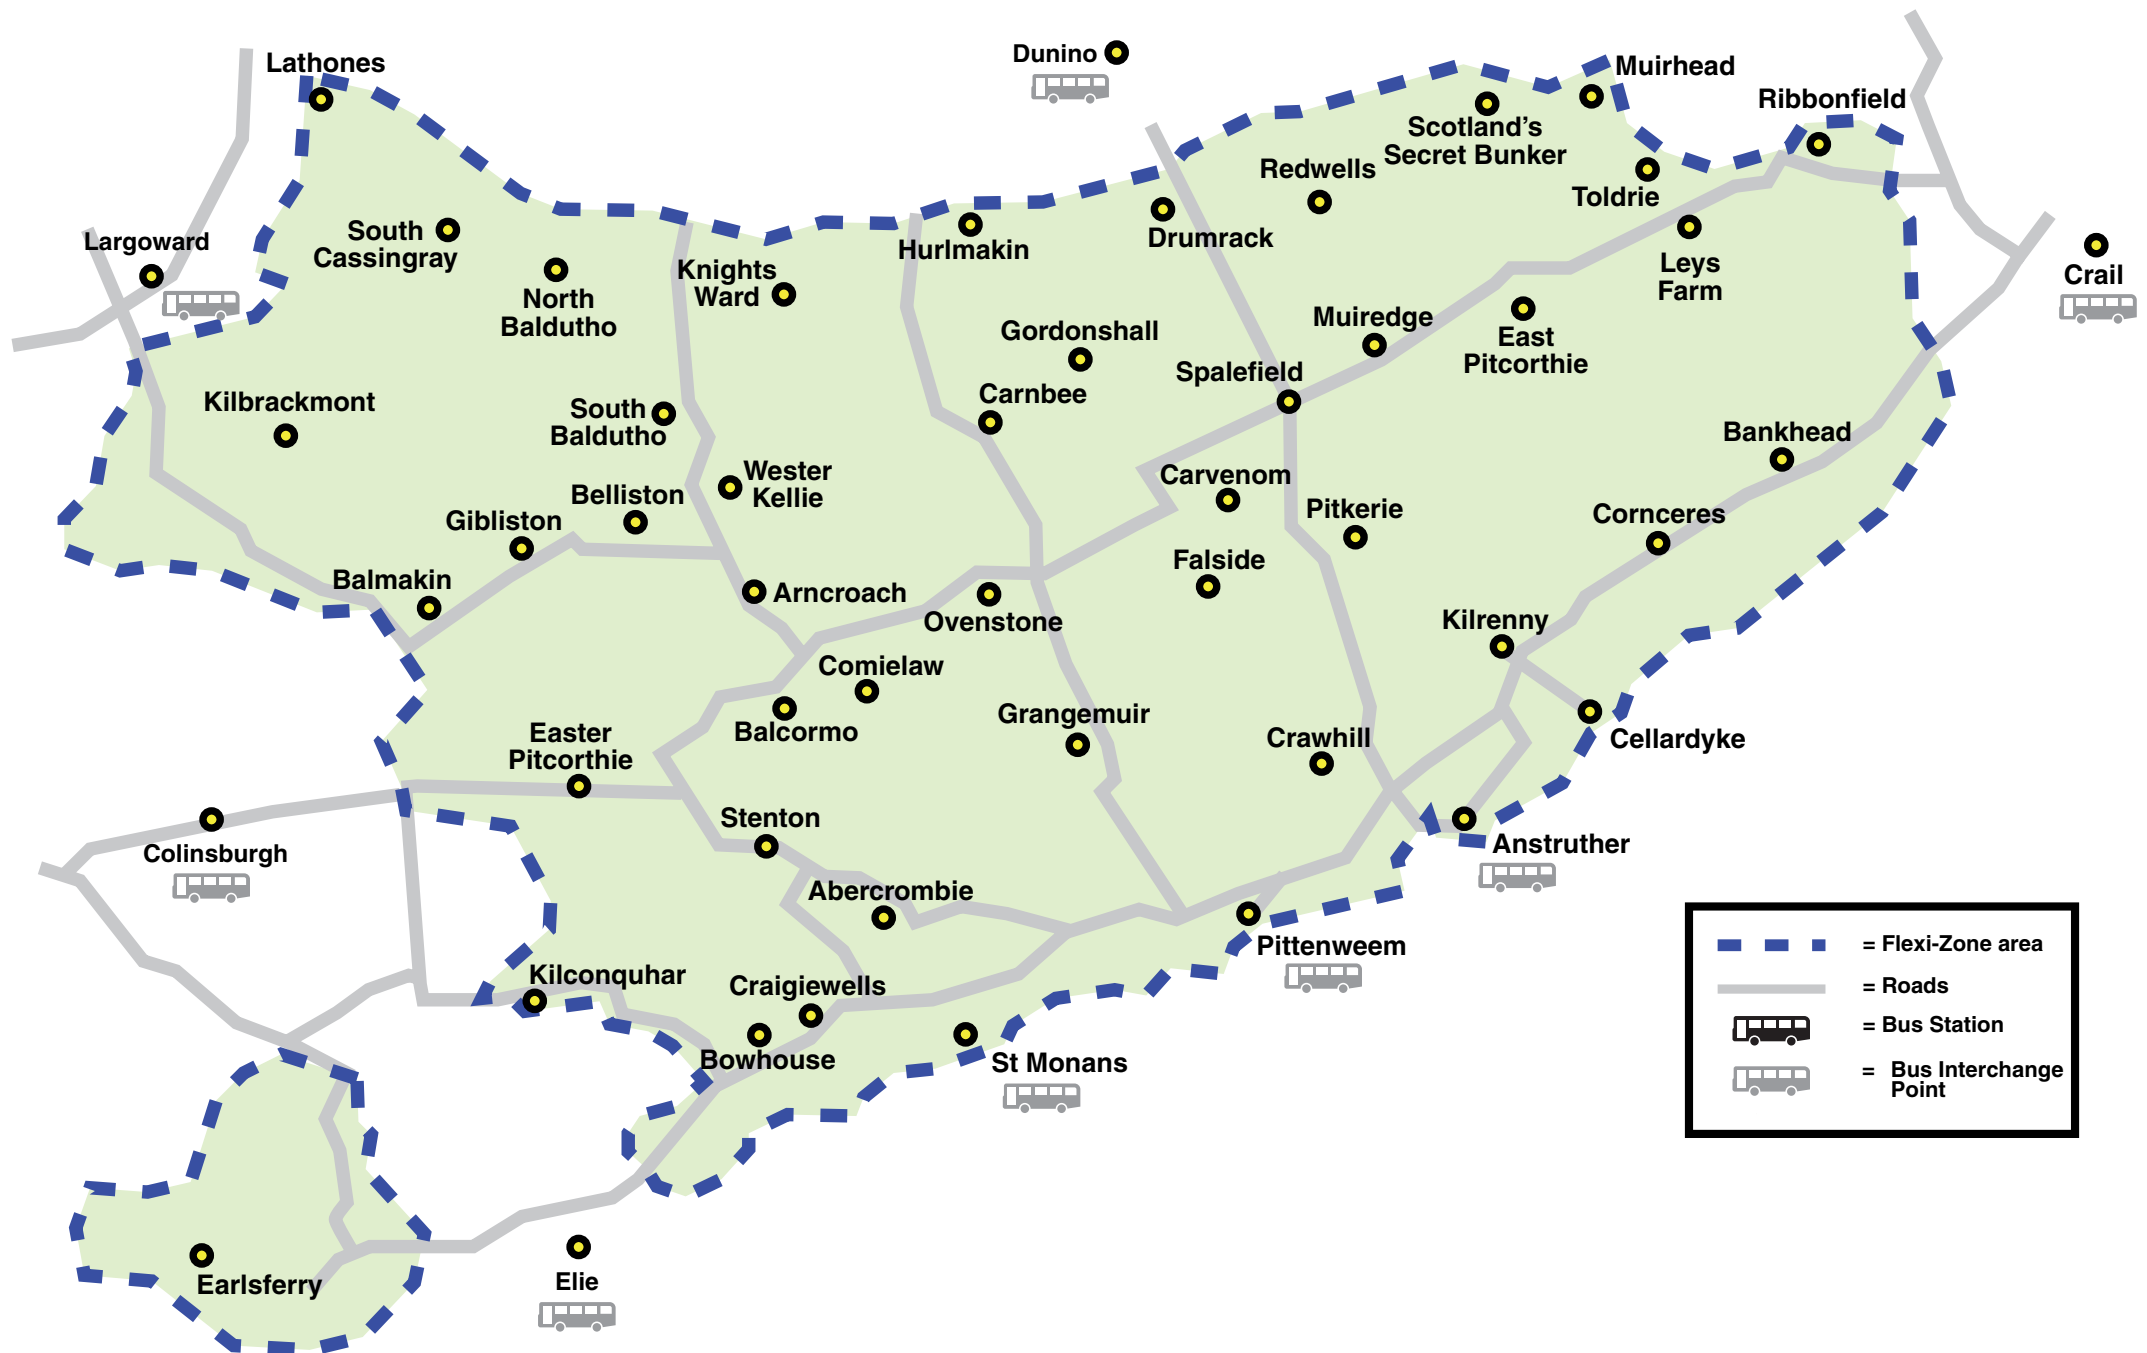 Lathones
Dunino
Muirhead
Ribbonfield
Scotland's
Secret Bunker
Redwells
Toldrie
South
Cassingray
Largoward
Knights
Ward
Hurlmakin
Drumrack
Leys
Farm
Crail
North
Baldutho
Gordonshall
Muiredge
East
Pitcorthie
Spalefield
Kilbrackmont
South
Baldutho
Carnbee
Bankhead
Wester
Kellie
Carvenom
Belliston
Gibliston
Pitkerie
Cornceres
Falside
Balmakin
Arncroach
Ovenstone
Kilrenny
Comielaw
Grangemuir
Balcormo
Easter
Pitcorthie
Crawhill
Cellardyke
Stenton
Colinsburgh
Anstruther
Abercrombie
Pittenweem
Kilconquhar
Craigiewells
Bowhouse
St Monans
Earlsferry
Elie
= Flexi-Zone area
= Roads
= Bus Station
= Bus Interchange
Point